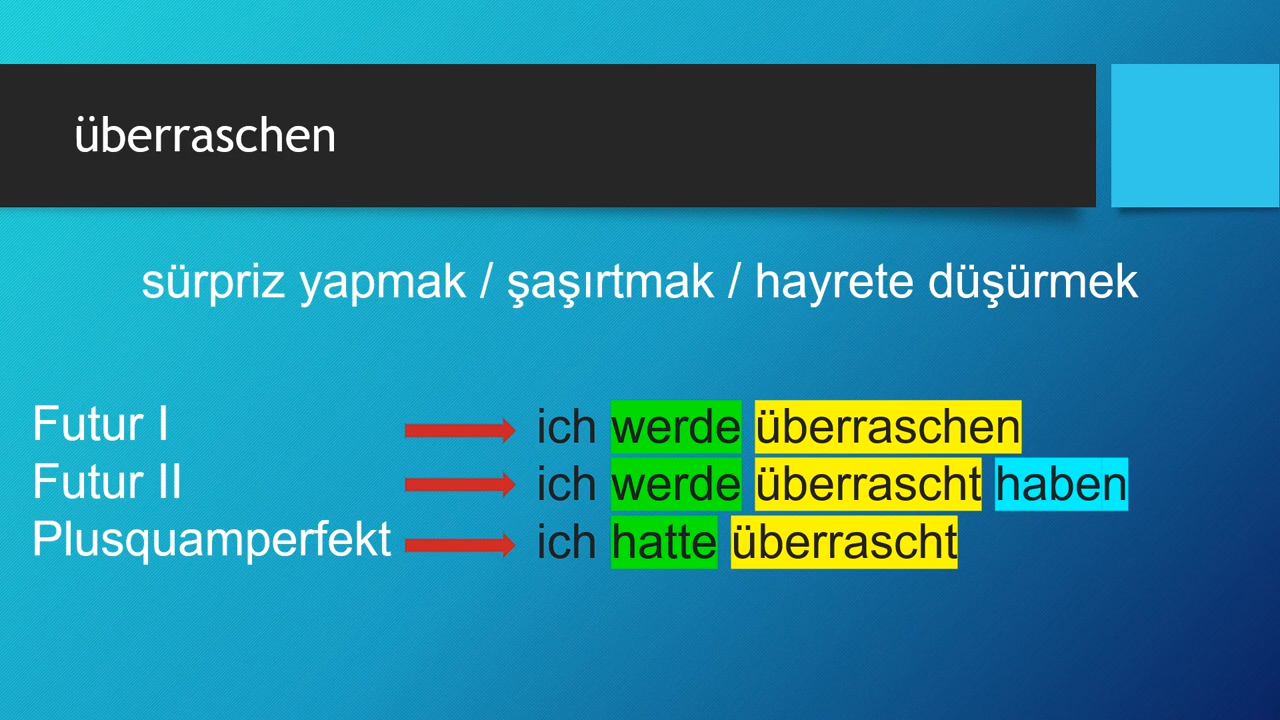 überraschen
sürpriz yapmak / şaşırtmak / hayrete düşürmek
Futur I ich werde überraschen
Futur II ich werde überrascht haben
Plusquamperfekt ich hatte überrascht